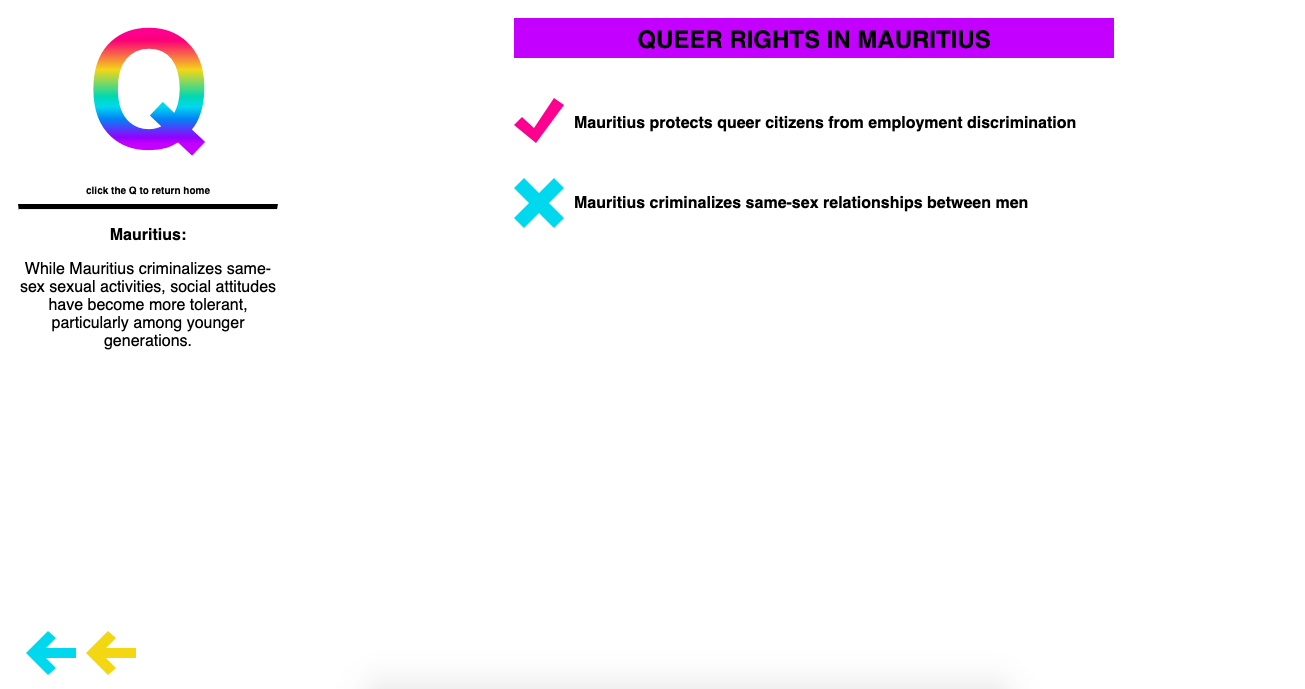 Q
click the Q to return home
Mauritius:
While Mauritius criminalizes same-
sex sexual activities, social attitudes
have become more tolerant,
particularly among younger
generations.
QUEER RIGHTS IN MAURITIUS
Mauritius protects queer citizens from employment discrimination
Mauritius criminalizes same-sex relationships between men